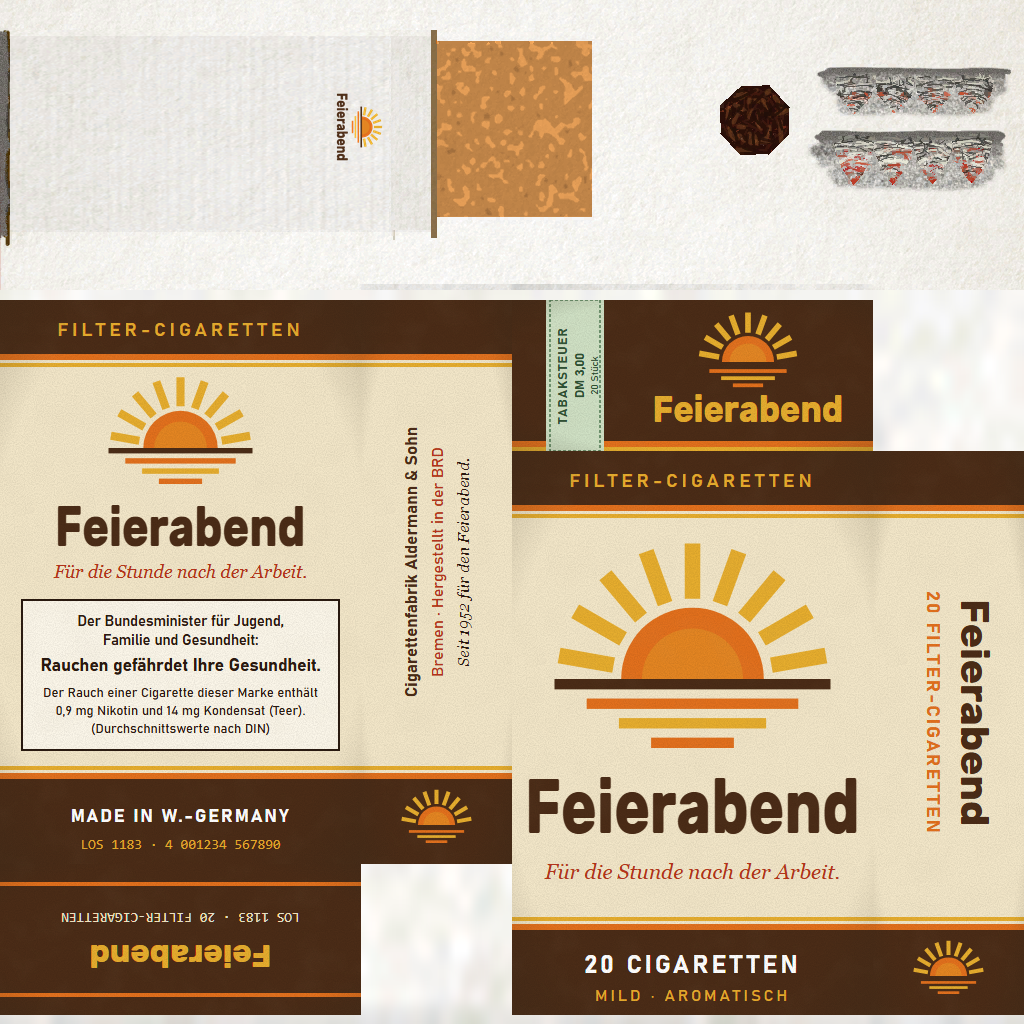 Feierabend
FILTER-CIGARETTEN
Feierabend
Für die Stunde nach der Arbeit.
Der Bundesminister für Jugend,
Familie und Gesundheit:
Rauchen gefährdet Ihre Gesundheit.
Der Rauch einer Cigarette dieser Marke enthält
0,9 mg Nikotin und 14 mg Kondensat (Teer).
(Durchschnittswerte nach DIN)
MADE IN W.-GERMANY
LOS 1183 · 4 001234 567890
LOS 1183 · 20 FILTER-CIGARETTEN
Feierabend
Cigarettenfabrik Aldermann & Sohn
Bremen · Hergestellt in der BRD
Seit 1952 für den Feierabend.
TABAKSTEUER
DM 3,00
20 Stück
Feierabend
FILTER-CIGARETTEN
Feierabend
Für die Stunde nach der Arbeit.
20 CIGARETTEN
MILD · AROMATISCH
Feierabend
20 FILTER-CIGARETTEN